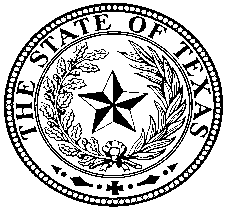 THE STATE OF TEXAS